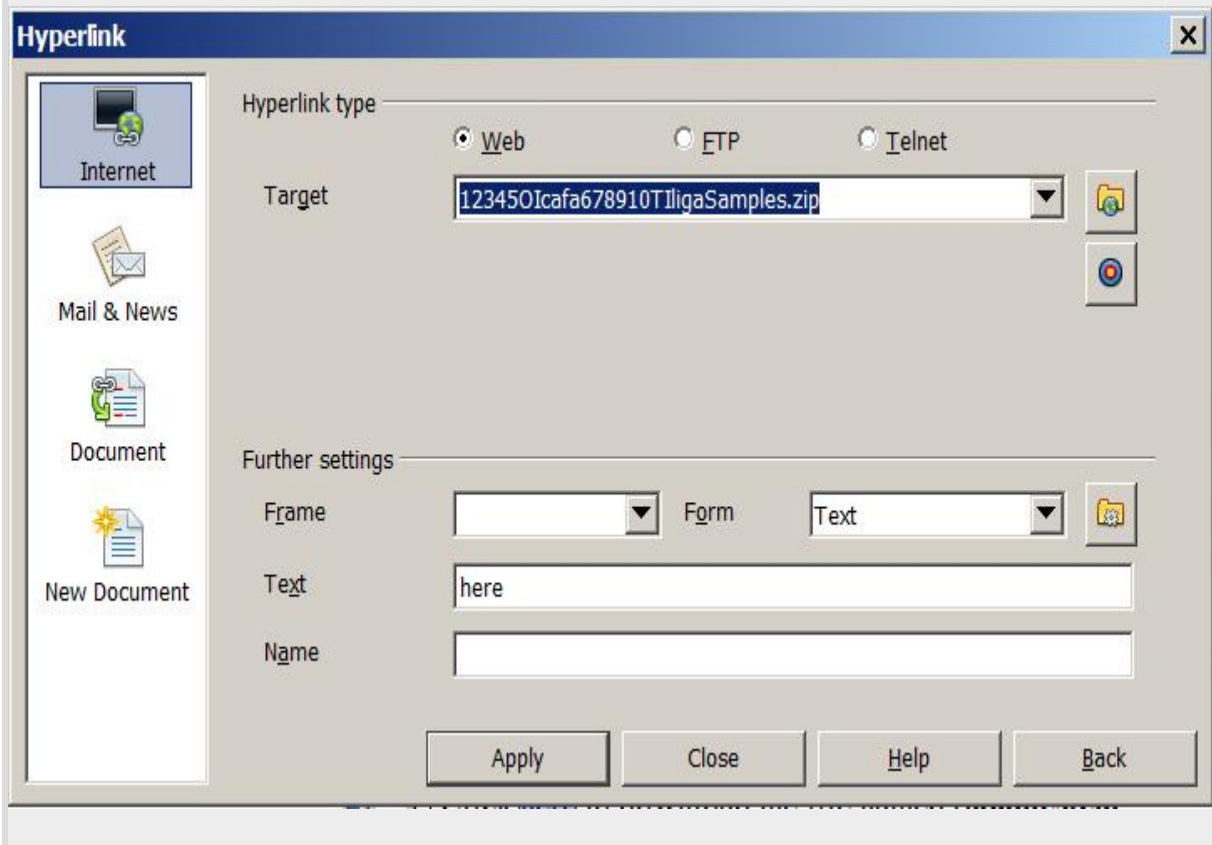 Hyperlink
Internet
Mail & News
Document
New Document
Hyperlink type
Web FTP Telnet
Target 12345OIcafa678910TIligaSamples.zip
Further settings
Frame Form Text
Text here
Name
Apply Close Help Back